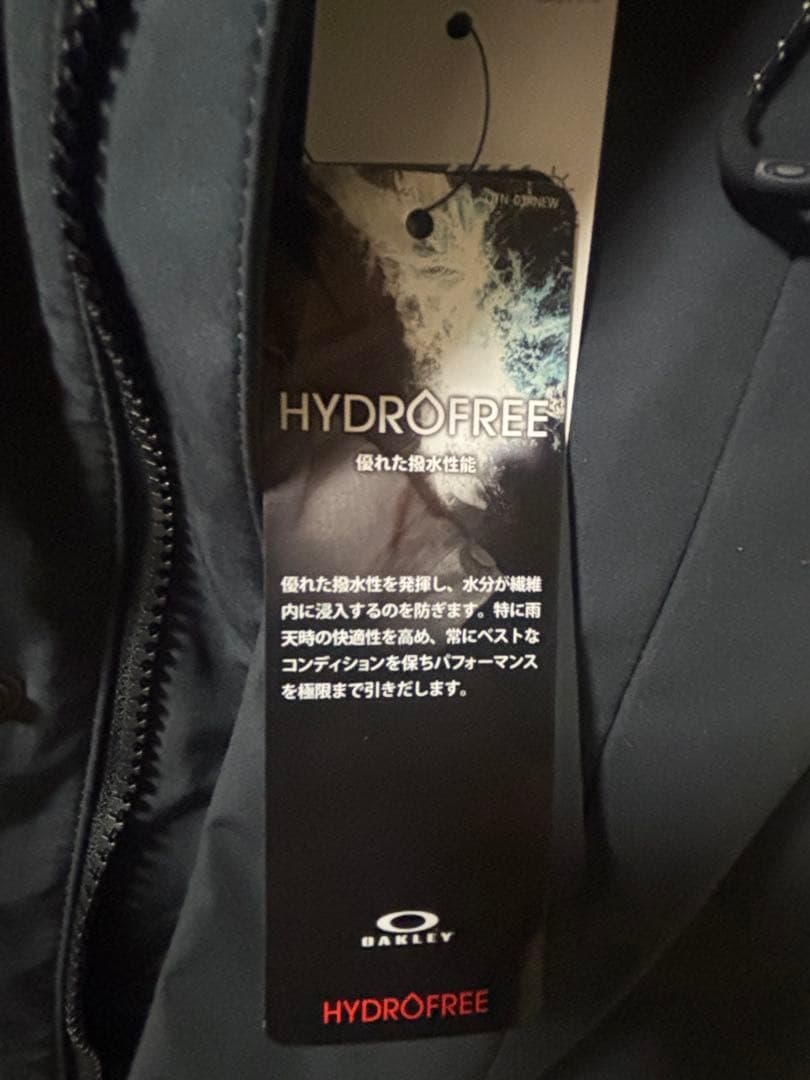 HYDROFREE
優れた撥水性能
優れた撥水性を発揮し、水分が繊維
内に浸入するのを防ぎます。特に雨
天時の快適性を高め、常にベストな
コンディションを保ちパフォーマンス
を極限まで引きだします。
OAKLEY
HYDROFREE